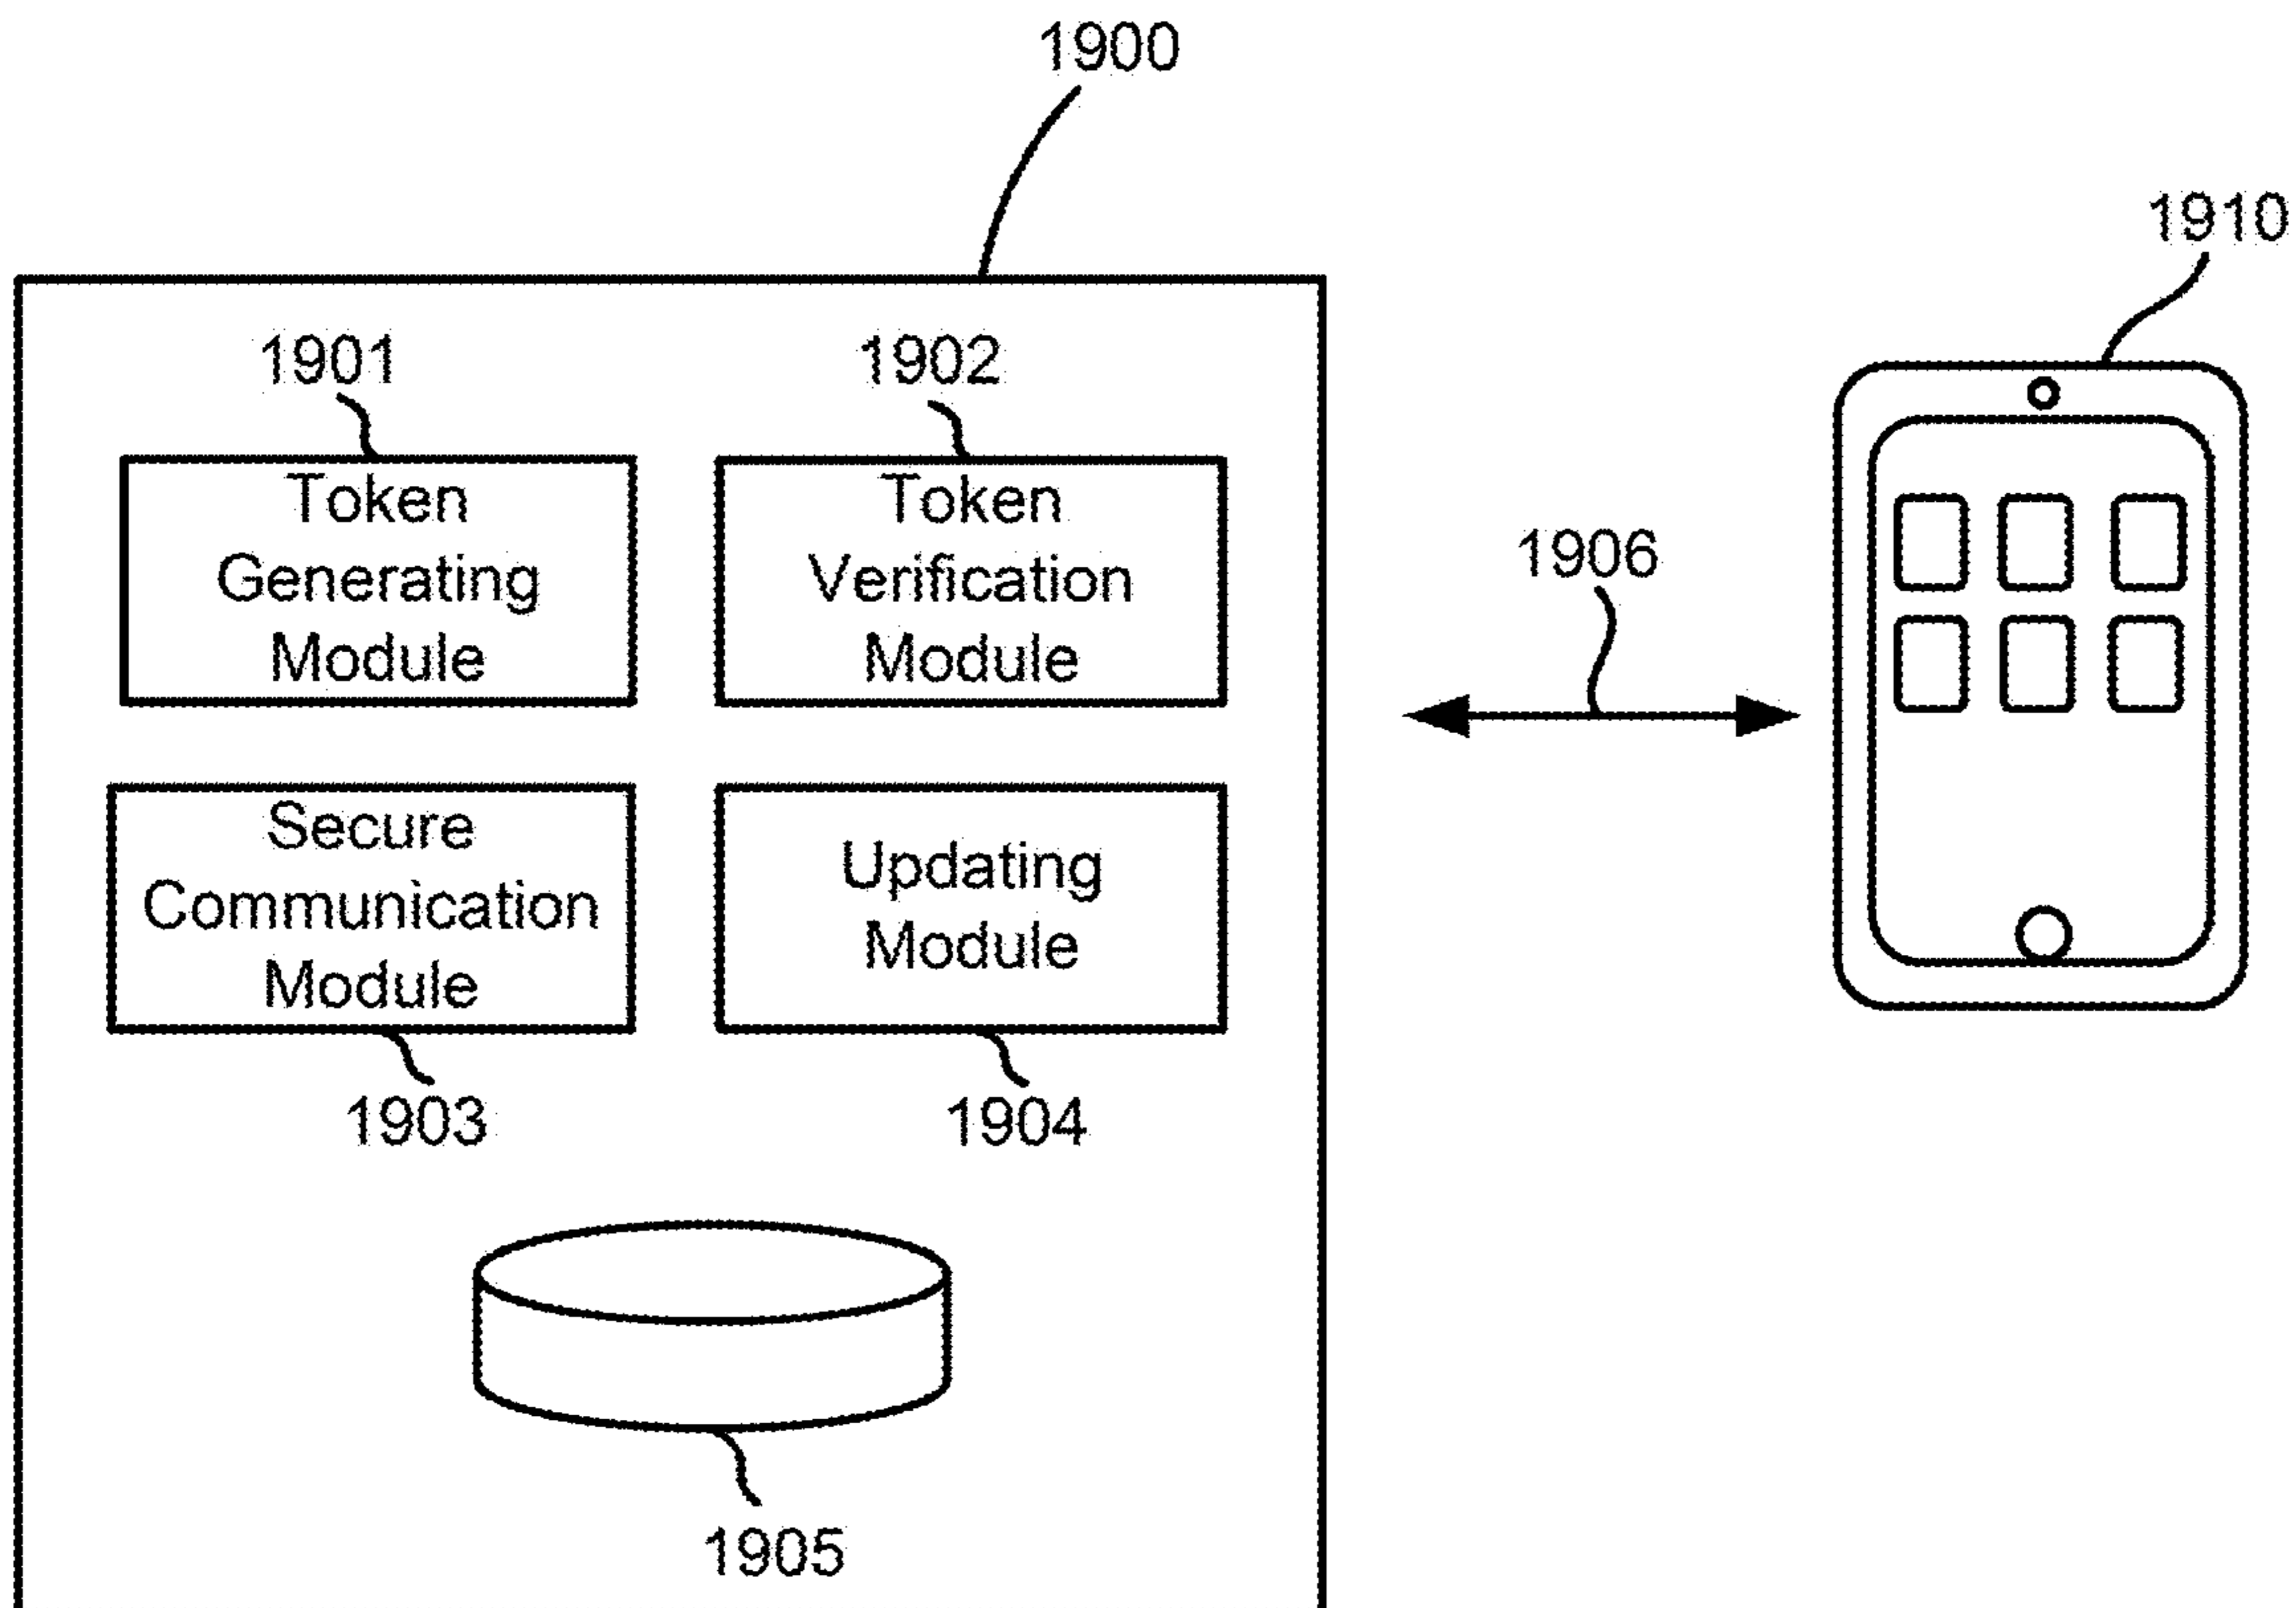 1900
1910
1901
1902
Token
Generating
Module
Token
Verification
Module
1906
Secure
Communication
Module
Updating
Module
1903
1904
1905